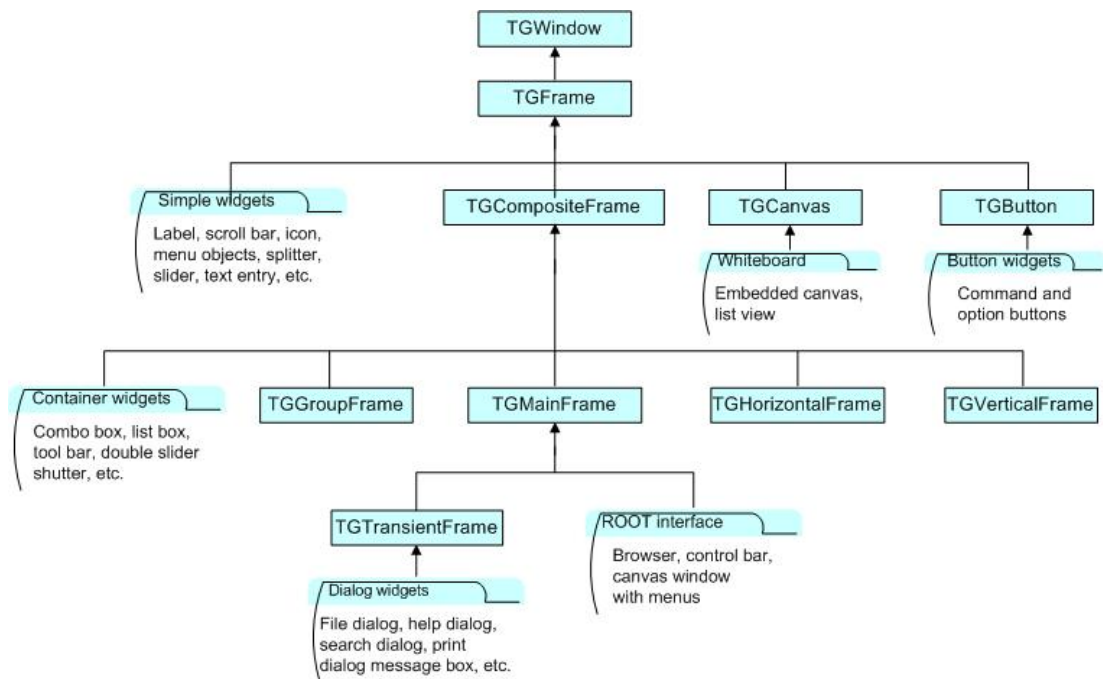 TGWindow
TGFrame
Simple widgets
Label, scroll bar, icon,
menu objects, splitter,
slider, text entry, etc.
TGCompositeFrame
TGCanvas
TGButton
Whiteboard
Embedded canvas,
list view
Button widgets
Command and
option buttons
Container widgets
Combo box, list box,
tool bar, double slider
shutter, etc.
TGGroupFrame
TGMainFrame
TGHorizontalFrame
TGVerticalFrame
TGTransientFrame
ROOT interface
Browser, control bar,
canvas window
with menus
Dialog widgets
File dialog, help dialog,
search dialog, print
dialog message box, etc.